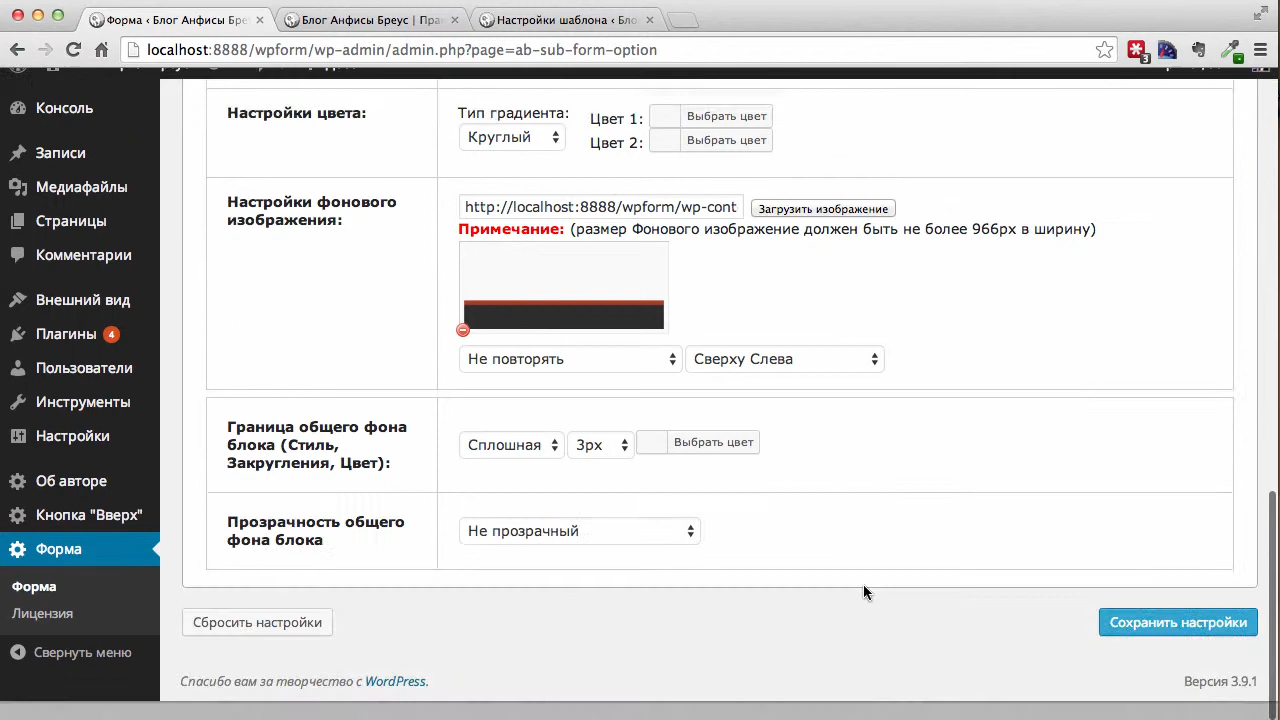 Форма ‹ Блог Анфисы Бре
Блог Анфисы Бреус | Пра
Настройки шаблона ‹ Бло
localhost:8888/wpform/wp-admin/admin.php?page=ab-sub-form-option
3
Консоль
Записи
Медиафайлы
Страницы
Комментарии
Внешний вид
Плагины 4
Пользователи
Инструменты
Настройки
Об авторе
Кнопка "Вверх"
Форма
Форма
Лицензия
Свернуть меню
Настройки цвета:
Тип градиента:
Круглый
Цвет 1: Выбрать цвет
Цвет 2: Выбрать цвет
Настройки фонового
изображения:
http://localhost:8888/wpform/wp-cont Загрузить изображение
Примечание: (размер Фонового изображение должен быть не более 966px в ширину)
Не повторять Сверху Слева
Граница общего фона
блока (Стиль,
Закругления, Цвет):
Сплошная 3px Выбрать цвет
Прозрачность общего
фона блока
Не прозрачный
Сбросить настройки Сохранить настройки
Спасибо вам за творчество с WordPress. Версия 3.9.1